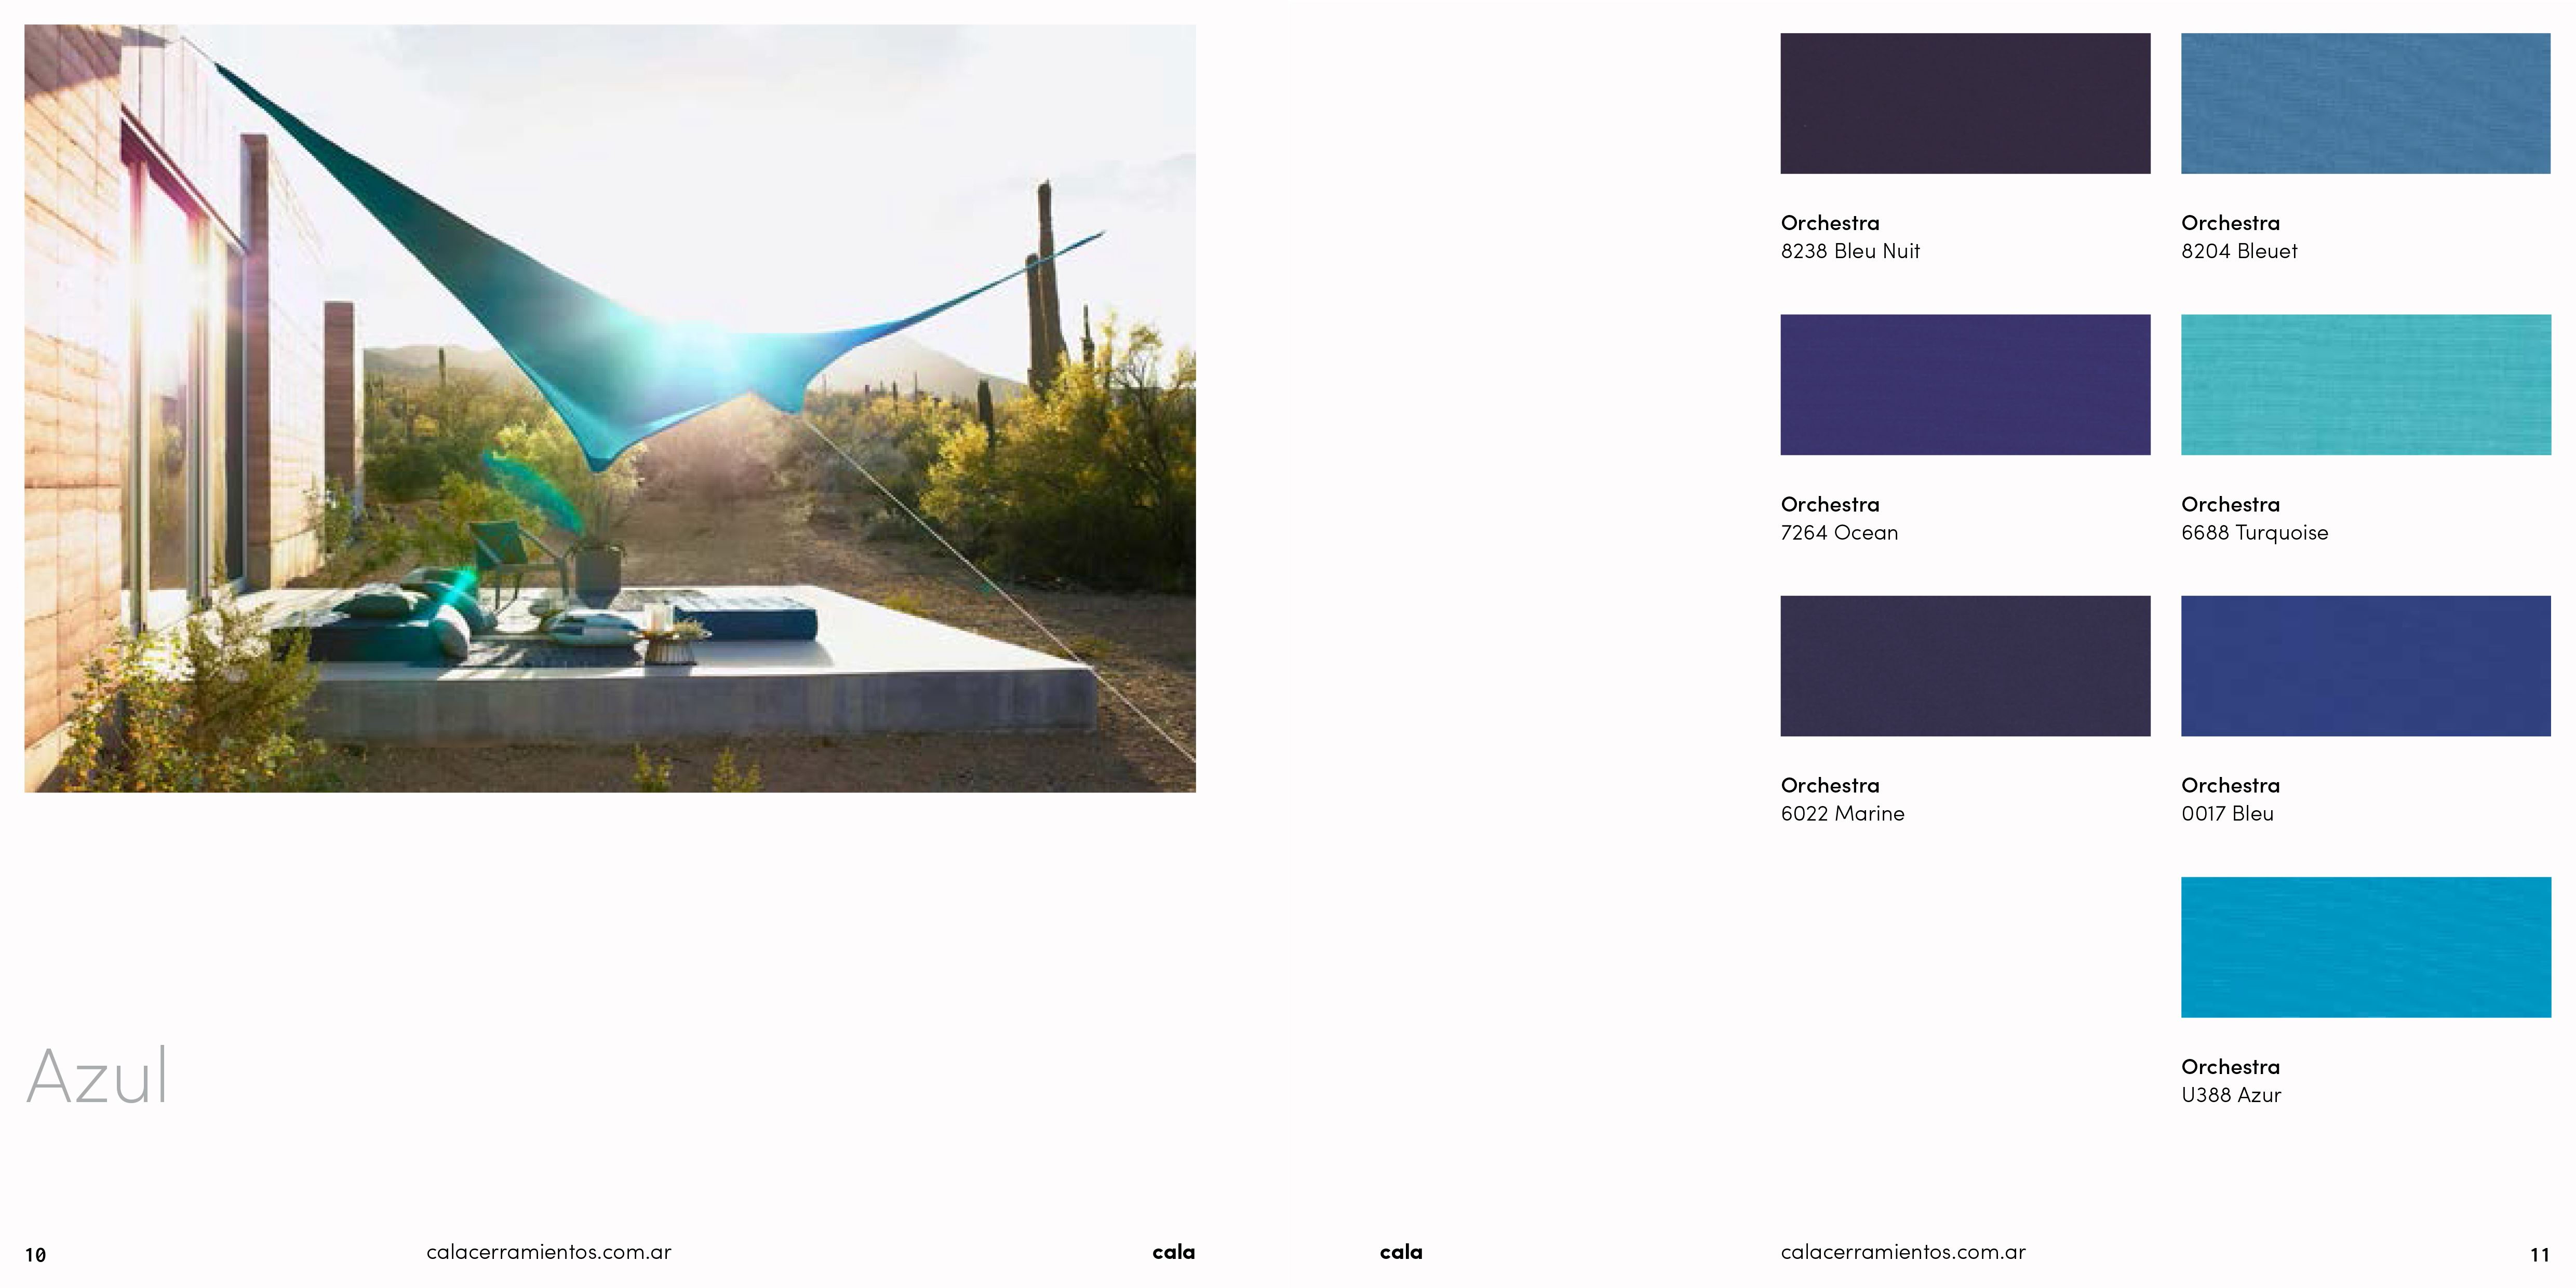 Azul
10
calacerramientos.com.ar
cala
Orchestra
8238 Bleu Nuit
Orchestra
8204 Bleuet
Orchestra
7264 Ocean
Orchestra
6688 Turquoise
Orchestra
6022 Marine
Orchestra
0017 Bleu
Orchestra
U388 Azur
cala
calacerramientos.com.ar
11